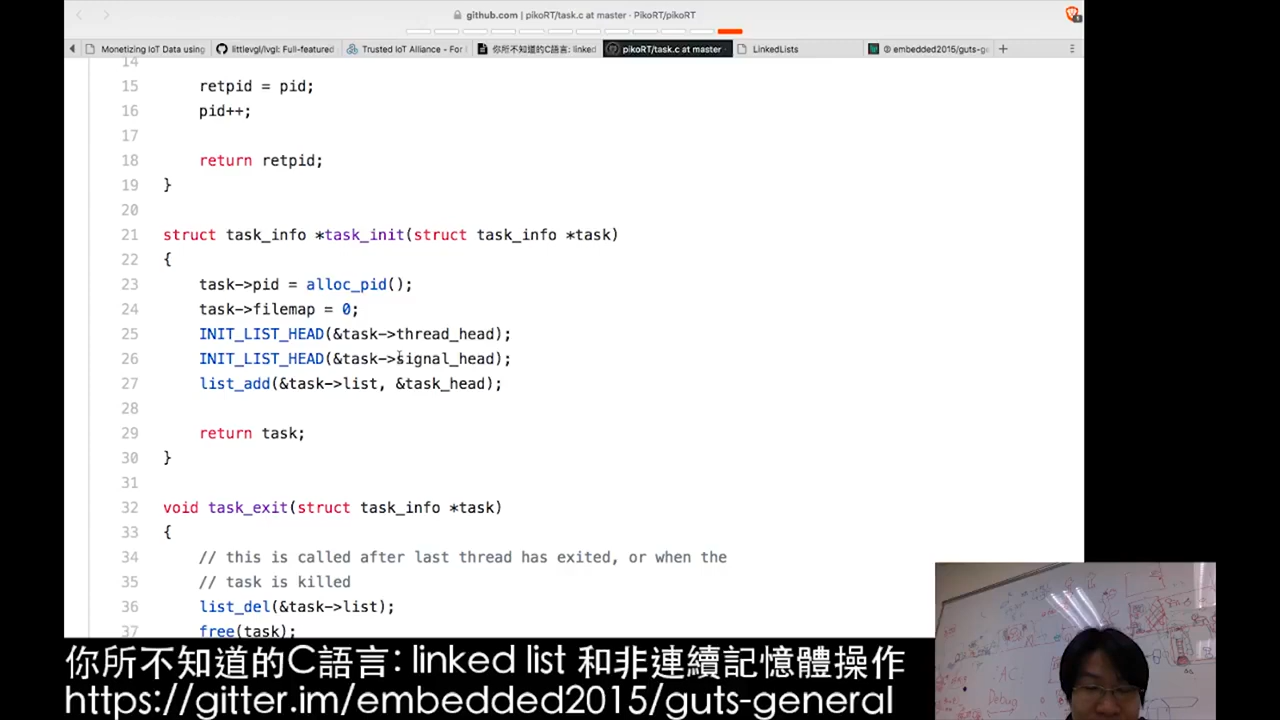 github.com | pikoRT/task.c at master · PikoRT/pikoRT
Monetizing IoT Data using
littlevgl/lvgl: Full-featured
Trusted IoT Alliance - For
你所不知道的C語言: linked
pikoRT/task.c at master
LinkedLists
embedded2015/guts-ge
14
15 retpid = pid;
16 pid++;
17
18 return retpid;
19 }
20
21 struct task_info *task_init(struct task_info *task)
22 {
23 task->pid = alloc_pid();
24 task->filemap = 0;
25 INIT_LIST_HEAD(&task->thread_head);
26 INIT_LIST_HEAD(&task->signal_head);
27 list_add(&task->list, &task_head);
28
29 return task;
30 }
31
32 void task_exit(struct task_info *task)
33 {
34 // this is called after last thread has exited, or when the
35 // task is killed
36 list_del(&task->list);
37 free(task);
AC
Debug
你所不知道的C語言: linked list 和非連續記憶體操作
https://gitter.im/embedded2015/guts-general